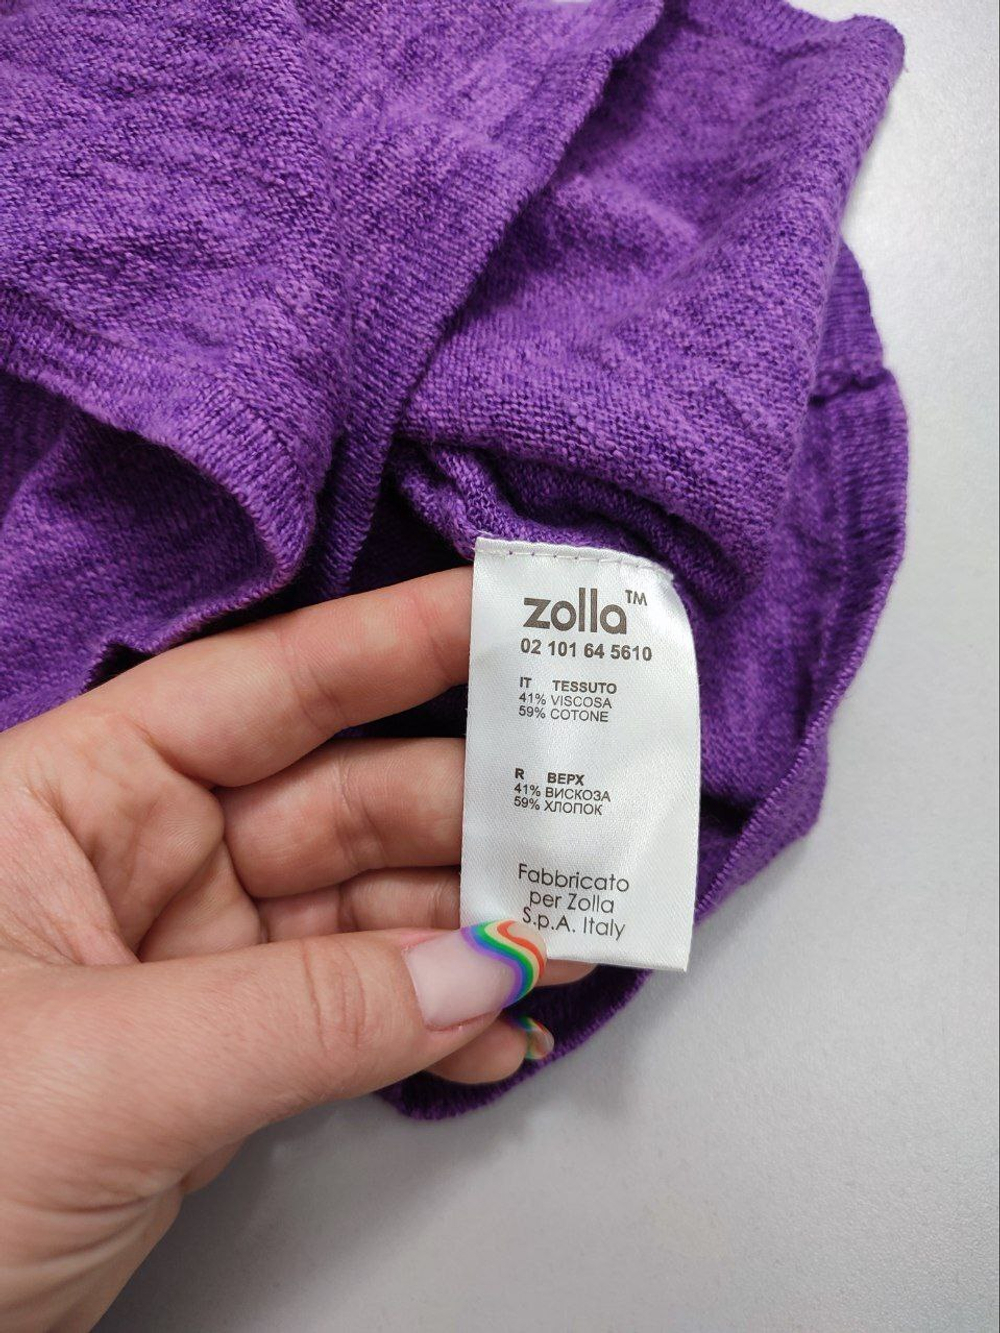 zolla™
02 101 64 5610
IT TESSUTO
41% VISCOSA
59% COTONE
R ВЕРХ
41% ВИСКОЗА
59% ХЛОПОК
Fabbricato
per Zolla
S.p.A. Italy